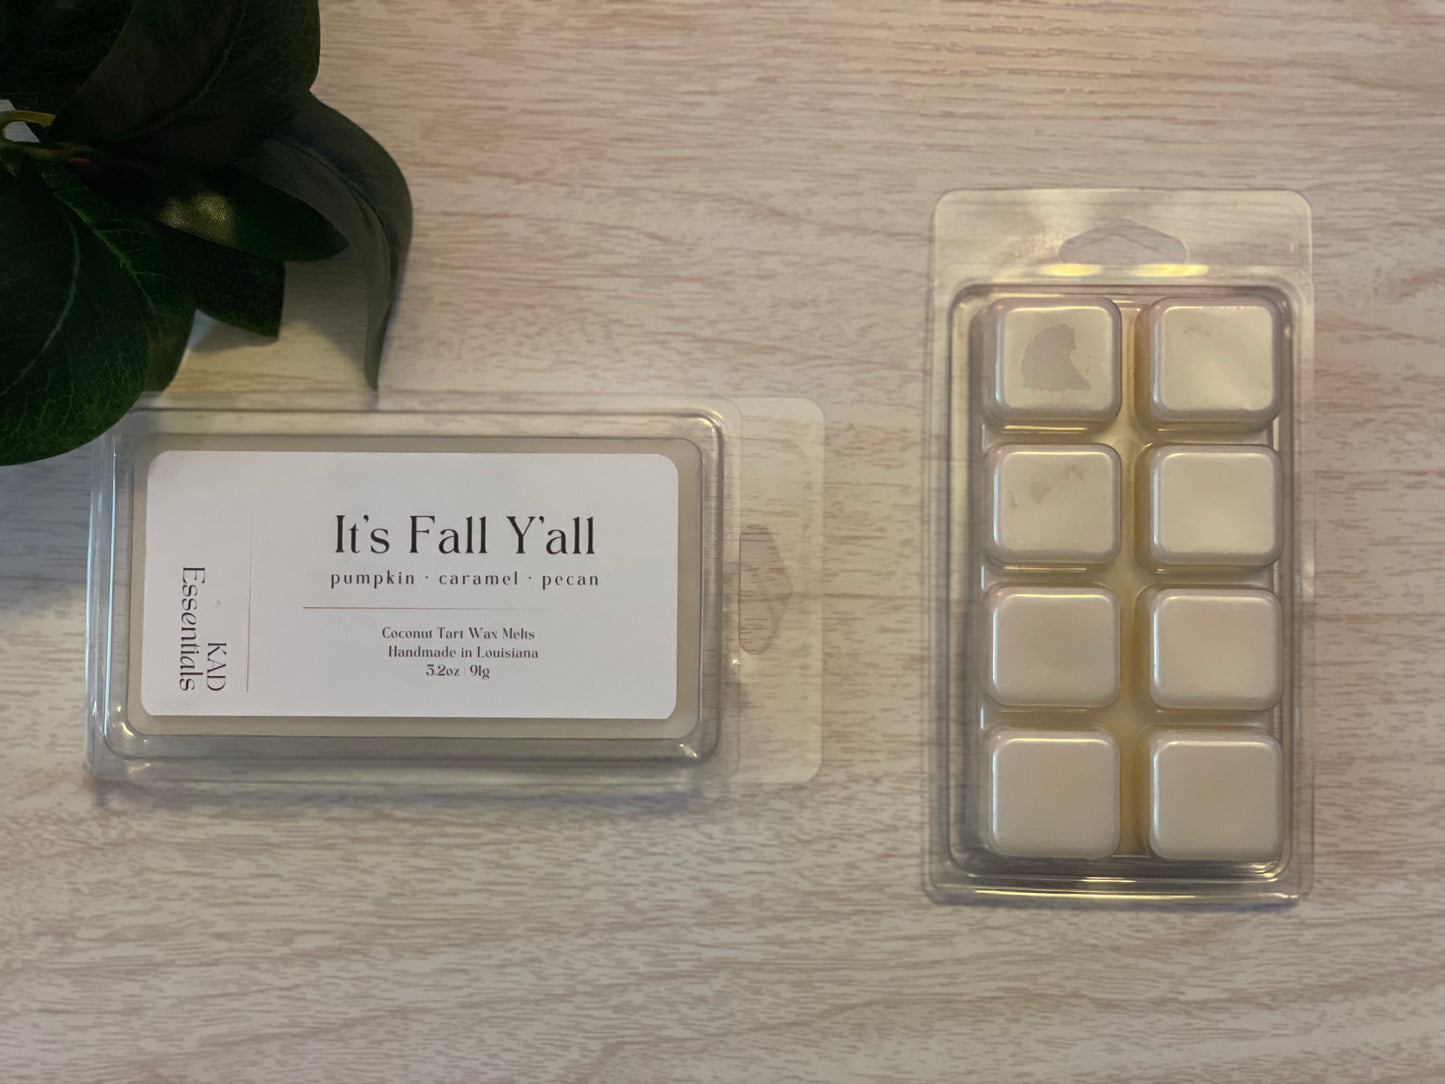 It's Fall Y'all
pumpkin · caramel · pecan
Coconut Tart Wax Melts
Handmade in Louisiana
3.2oz | 91g
KAD
Essentials